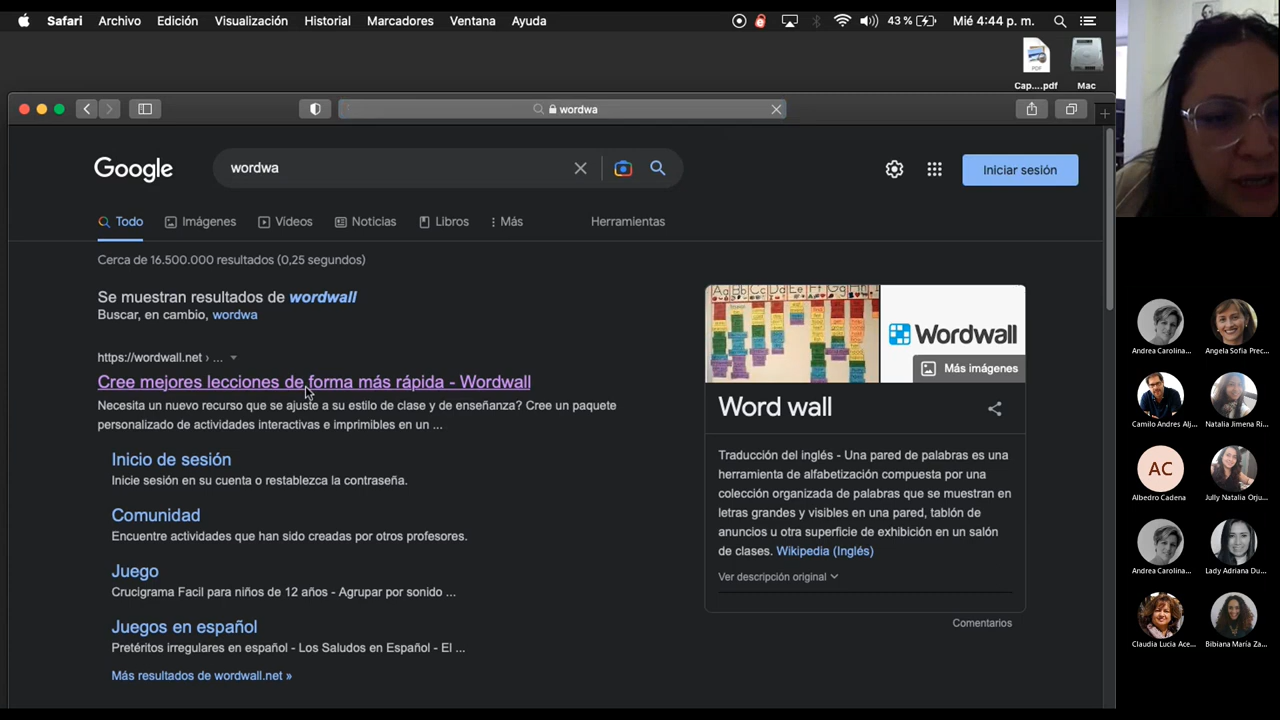 Safari Archivo Edición Visualización Historial Marcadores Ventana Ayuda 43 % Mié 4:44 p. m.
Cap....pdf Mac
wordwa
Google wordwa Iniciar sesión
Todo Imágenes Vídeos Noticias Libros Más Herramientas
Cerca de 16.500.000 resultados (0,25 segundos)
Se muestran resultados de wordwall
Buscar, en cambio, wordwa
https://wordwall.net › ...
Cree mejores lecciones de forma más rápida - Wordwall
Necesita un nuevo recurso que se ajuste a su estilo de clase y de enseñanza? Cree un paquete
personalizado de actividades interactivas e imprimibles en un ...
Inicio de sesión
Inicie sesión en su cuenta o restablezca la contraseña.
Comunidad
Encuentre actividades que han sido creadas por otros profesores.
Juego
Crucigrama Facil para niños de 12 años - Agrupar por sonido ...
Juegos en español
Pretéritos irregulares en español - Los Saludos en Español - El ...
Más resultados de wordwall.net »
Wordwall
Más imágenes
Word wall
Traducción del inglés - Una pared de palabras es una
herramienta de alfabetización compuesta por una
colección organizada de palabras que se muestran en
letras grandes y visibles en una pared, tablón de
anuncios u otra superficie de exhibición en un salón
de clases. Wikipedia (Inglés)
Ver descripción original
Comentarios
Andrea Carolina... Angela Sofia Prec...
Camilo Andres Alj... Natalia Jimena Ri...
AC
Albedro Cadena Jully Natalia Orju...
Andrea Carolina... Lady Adriana Du...
Claudia Lucia Ace... Bibiana María Za...